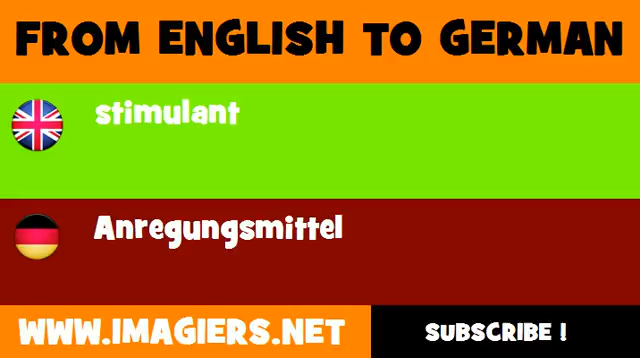 FROM ENGLISH TO GERMAN
stimulant
Anregungsmittel
WWW.IMAGIERS.NET
SUBSCRIBE !